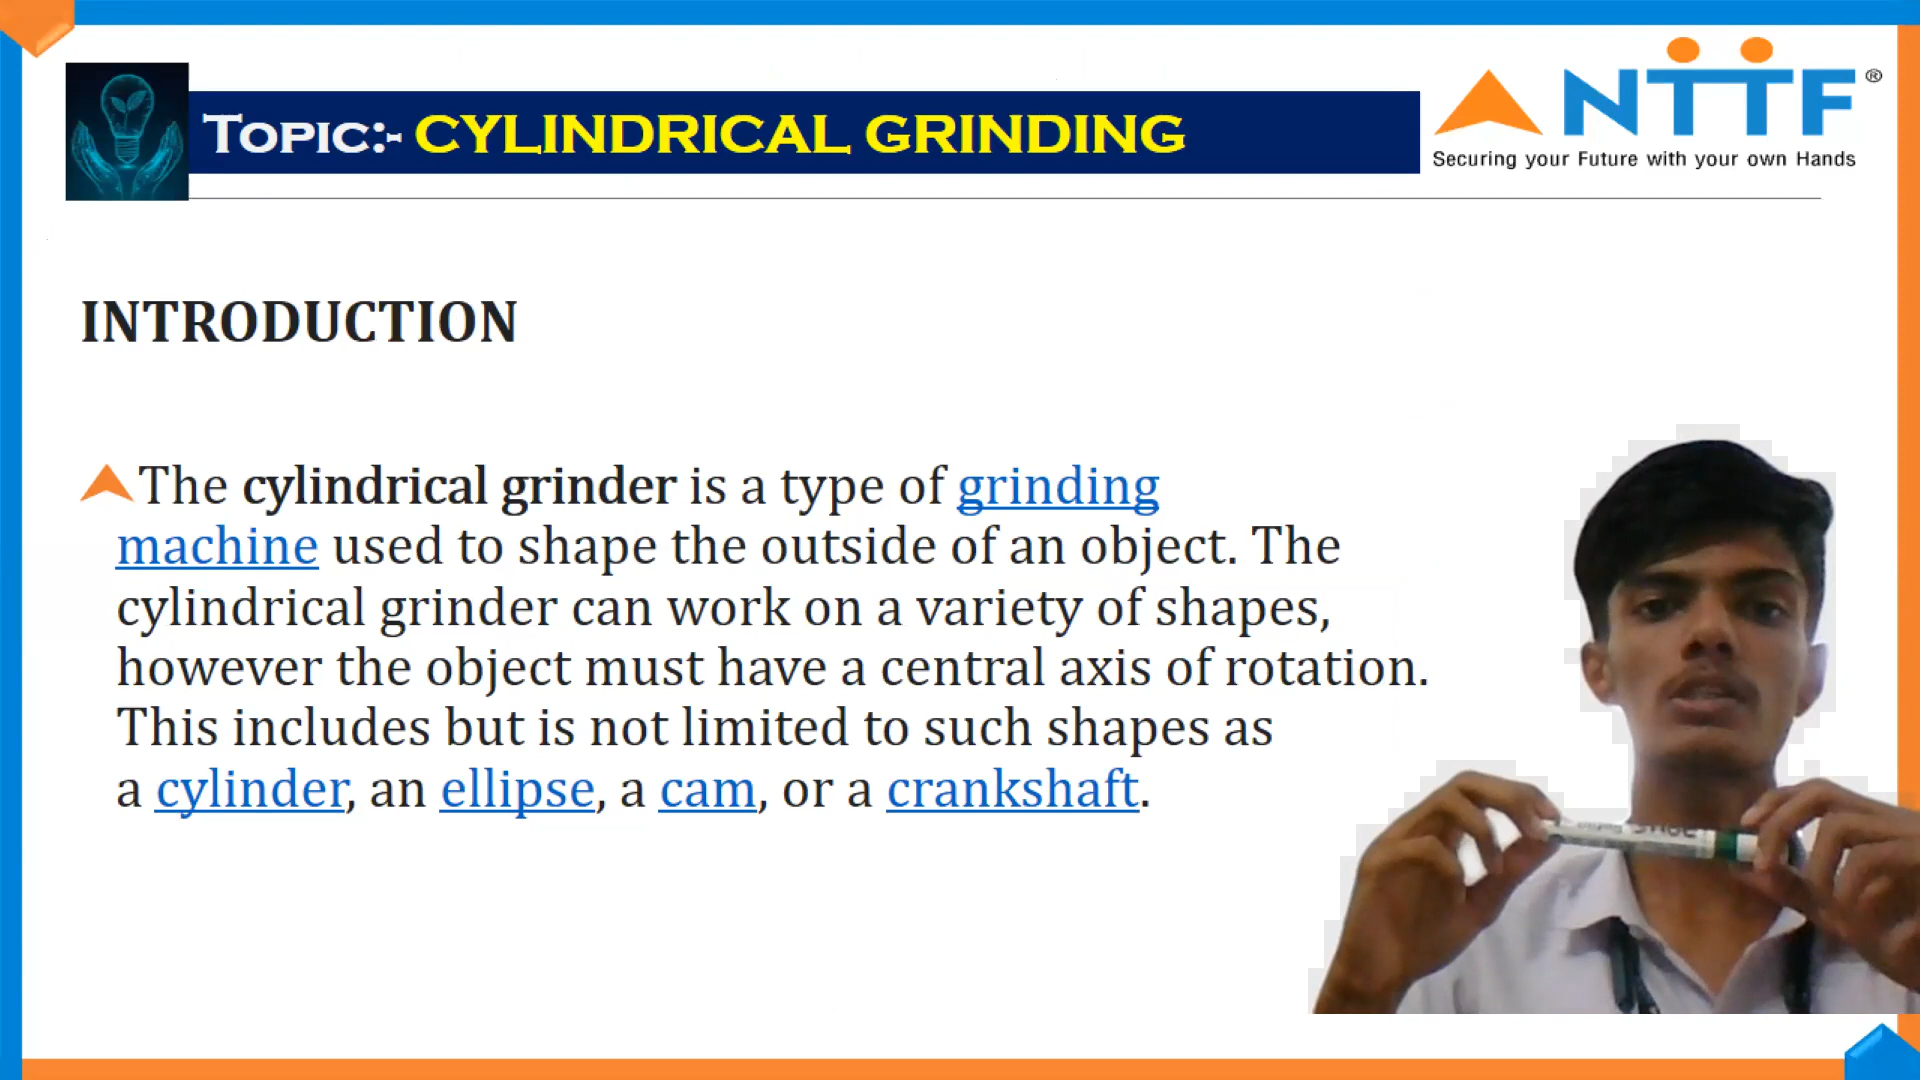 TOPIC:- CYLINDRICAL GRINDING
NTTF®
Securing your Future with your own Hands
INTRODUCTION
The cylindrical grinder is a type of grinding
machine used to shape the outside of an object. The
cylindrical grinder can work on a variety of shapes,
however the object must have a central axis of rotation.
This includes but is not limited to such shapes as
a cylinder, an ellipse, a cam, or a crankshaft.